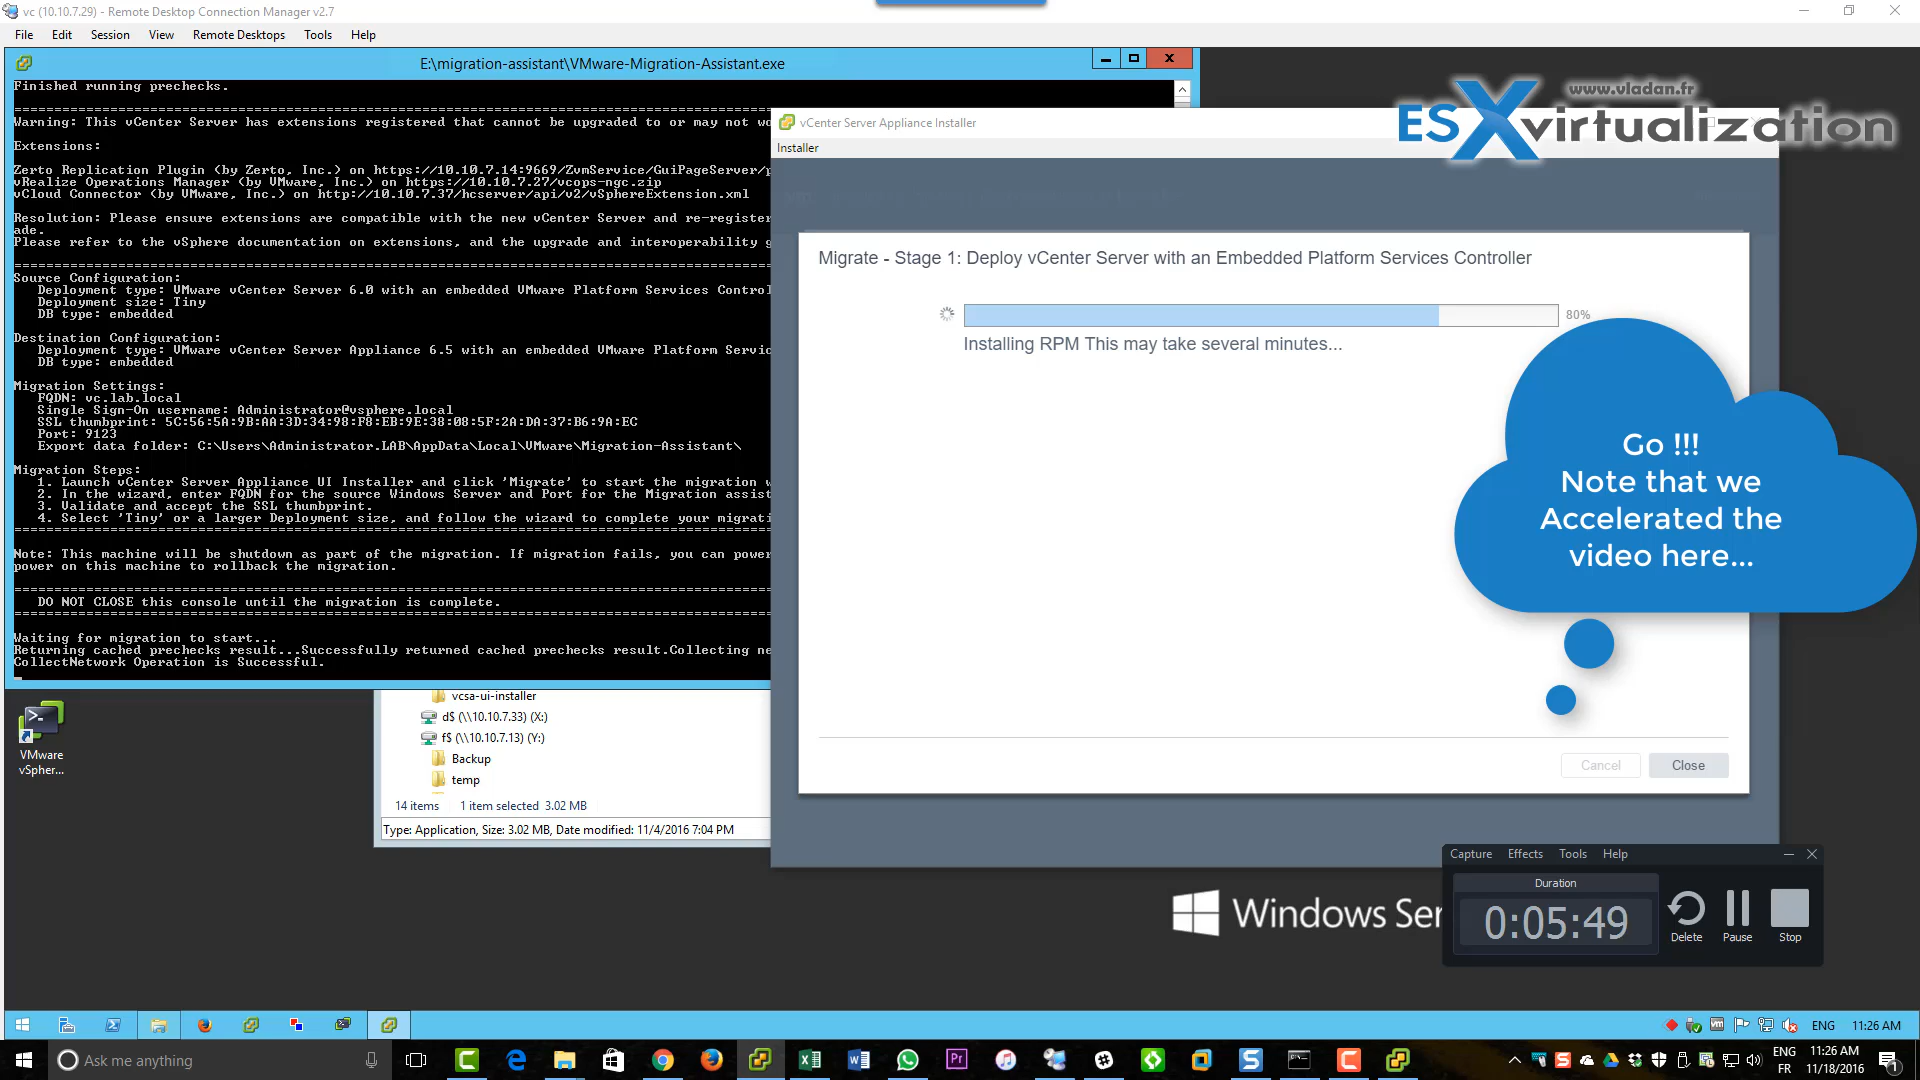 vc (10.10.7.29) - Remote Desktop Connection Manager v2.7
File Edit Session View Remote Desktops Tools Help
E:\migration-assistant\VMware-Migration-Assistant.exe
Finished running prechecks.
Warning: This vCenter Server has extensions registered that cannot be upgraded to or may not wo
Extensions:
Zerto Replication Plugin (by Zerto, Inc.) on https://10.10.7.14:9669/ZvmService/GuiPageServer/p
vRealize Operations Manager (by VMware, Inc.) on https://10.10.7.27/vcops-ngc.zip
vCloud Connector (by VMware, Inc.) on http://10.10.7.37/hcserver/api/v2/vSphereExtension.xml
Resolution: Please ensure extensions are compatible with the new vCenter Server and re-register
ade.
Please refer to the vSphere documentation on extensions, and the upgrade and interoperability g
Source Configuration:
Deployment type: VMware vCenter Server 6.0 with an embedded VMware Platform Services Control
Deployment size: Tiny
DB type: embedded
Destination Configuration:
Deployment type: VMware vCenter Server Appliance 6.5 with an embedded VMware Platform Servic
DB type: embedded
Migration Settings:
FQDN: vc.lab.local
Single Sign-On username: Administrator@vsphere.local
SSL thumbprint: 5C:56:5A:9B:AA:3D:34:98:F8:EB:9E:38:08:5F:2A:DA:37:B6:9A:EC
Port: 9123
Export data folder: C:\Users\Administrator.LAB\AppData\Local\VMware\Migration-Assistant\
Migration Steps:
1. Launch vCenter Server Appliance UI Installer and click 'Migrate' to start the migration w
2. In the wizard, enter FQDN for the source Windows Server and Port for the Migration assist
3. Validate and accept the SSL thumbprint.
4. Select 'Tiny' or a larger Deployment size, and follow the wizard to complete your migrati
Note: This machine will be shutdown as part of the migration. If migration fails, you can power
power on this machine to rollback the migration.
DO NOT CLOSE this console until the migration is complete.
Waiting for migration to start...
Returning cached prechecks result...Successfully returned cached prechecks result.Collecting ne
CollectNetwork Operation is Successful.
www.vladan.fr
ESXvirtualization
vCenter Server Appliance Installer
Installer
Migrate - Stage 1: Deploy vCenter Server with an Embedded Platform Services Controller
80%
Installing RPM This may take several minutes...
Go !!!
Note that we
Accelerated the
video here...
Cancel Close
VMware
vSpher...
vcsa-ui-installer
d$ (\\10.10.7.33) (X:)
f$ (\\10.10.7.13) (Y:)
Backup
temp
14 items 1 item selected 3.02 MB
Type: Application, Size: 3.02 MB, Date modified: 11/4/2016 7:04 PM
Capture Effects Tools Help
Duration
0:05:49
Delete Pause Stop
Windows Ser
ENG 11:26 AM
Ask me anything
ENG 11:26 AM
FR 11/18/2016